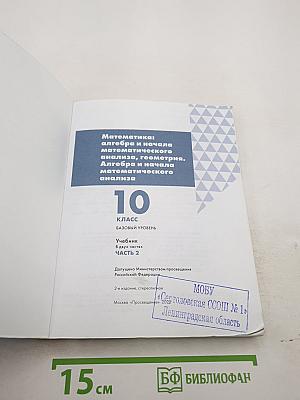 Математика:
алгебра и начала
математического
анализа, геометрия.
Алгебра и начала
математического
анализа
10
КЛАСС
БАЗОВЫЙ УРОВЕНЬ
Учебник
В двух частях
ЧАСТЬ 2
Допущено Министерством просвещения
Российской Федерации
2-е издание, стереотипное
Москва «Просвещение»
МОБУ
«Сертоловская ССОШ № 1»
Ленинградская область
15 см
БФ БИБЛИОФАН